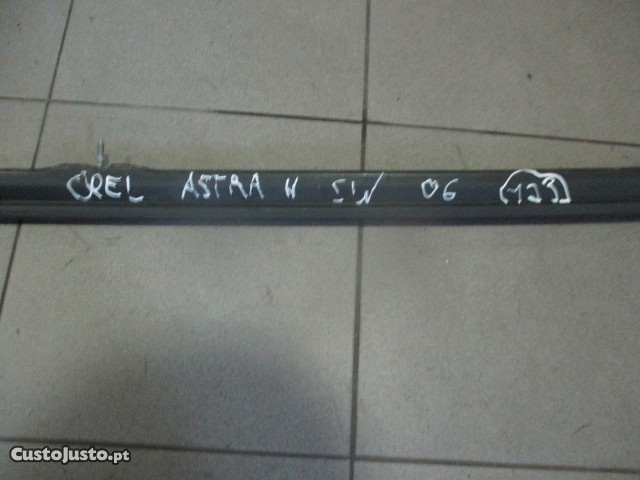 OPEL ASTRA H SW 06 (123)
CustoJusto.pt